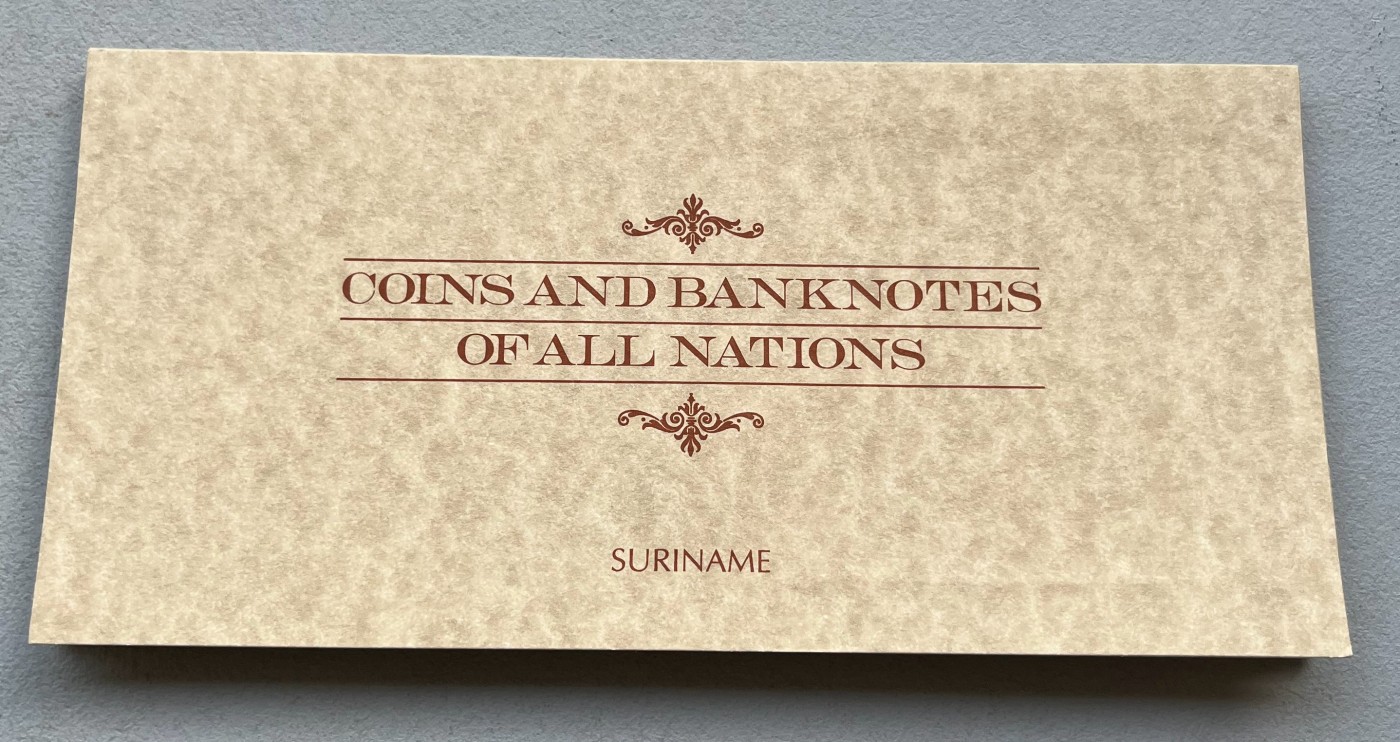 COINS AND BANKNOTES
OF ALL NATIONS
SURINAME